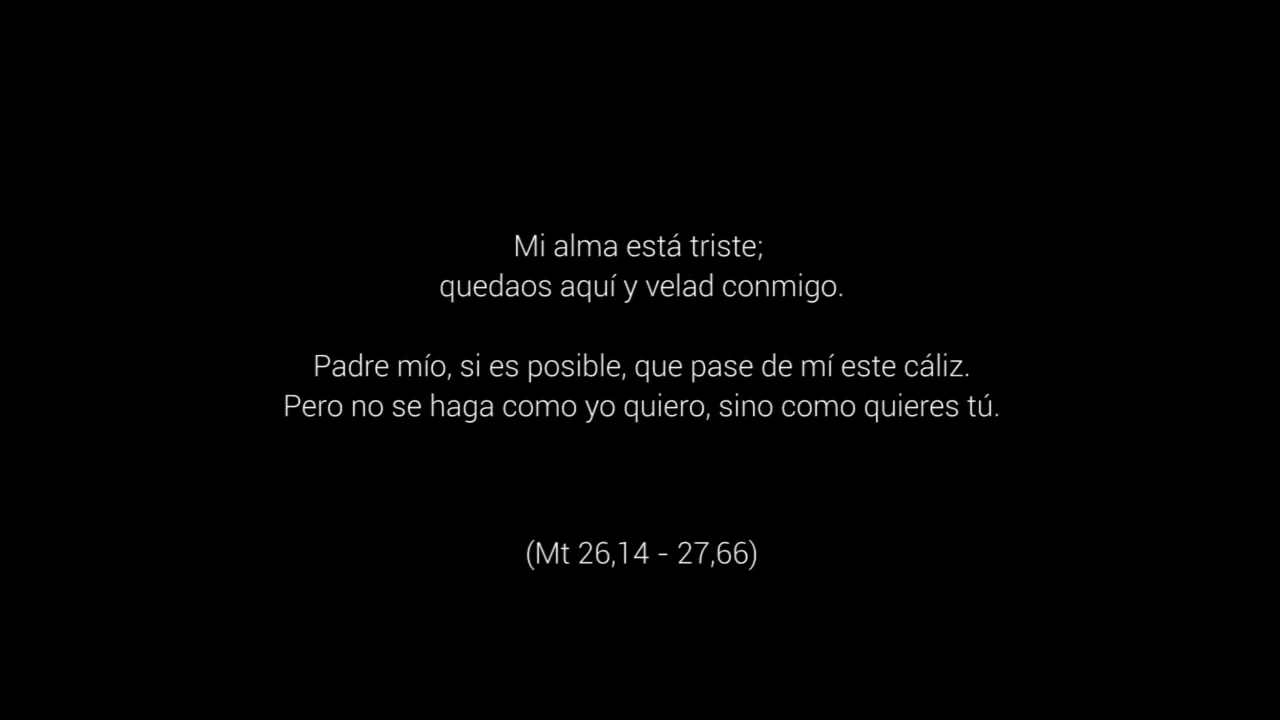 Mi alma está triste;
quedaos aquí y velad conmigo.
Padre mío, si es posible, que pase de mí este cáliz.
Pero no se haga como yo quiero, sino como quieres tú.
(Mt 26,14 - 27,66)